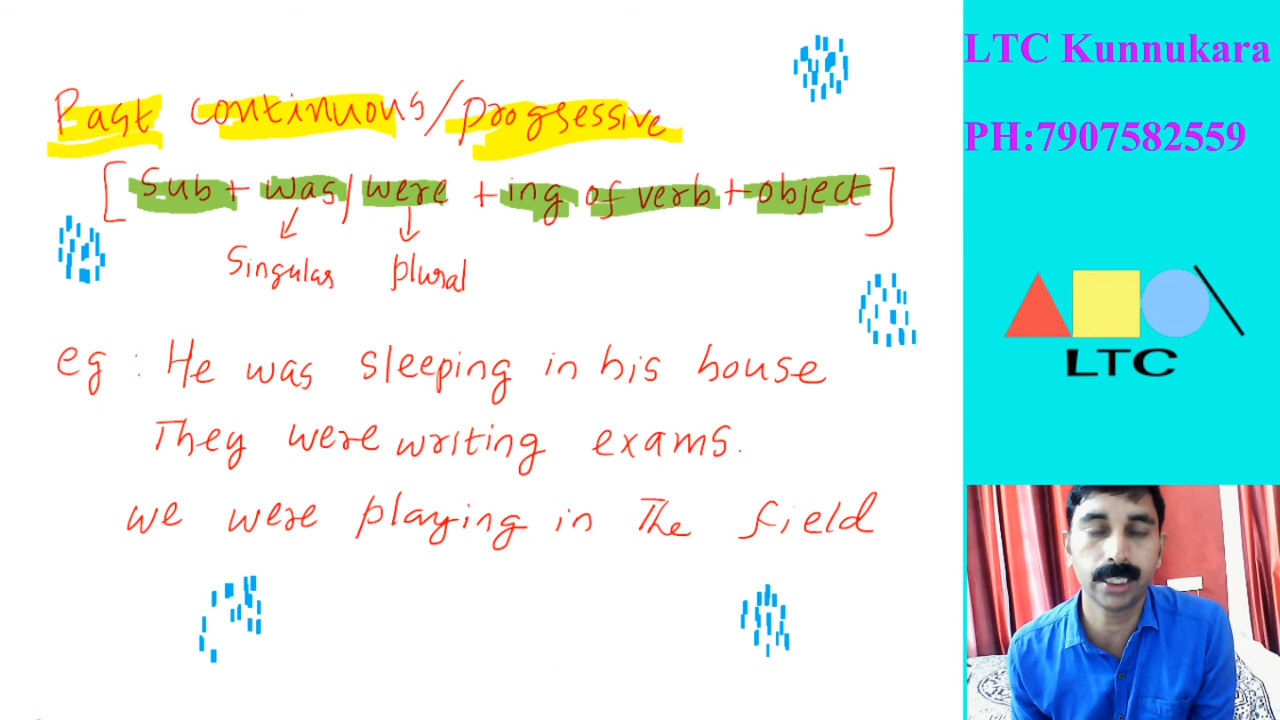 Past continuous/progressive
[Sub + was/were + ing of verb + object]
Singular plural
eg : He was sleeping in his house
They were writing exams.
we were playing in The field
LTC Kunnukara
PH:7907582559
LTC